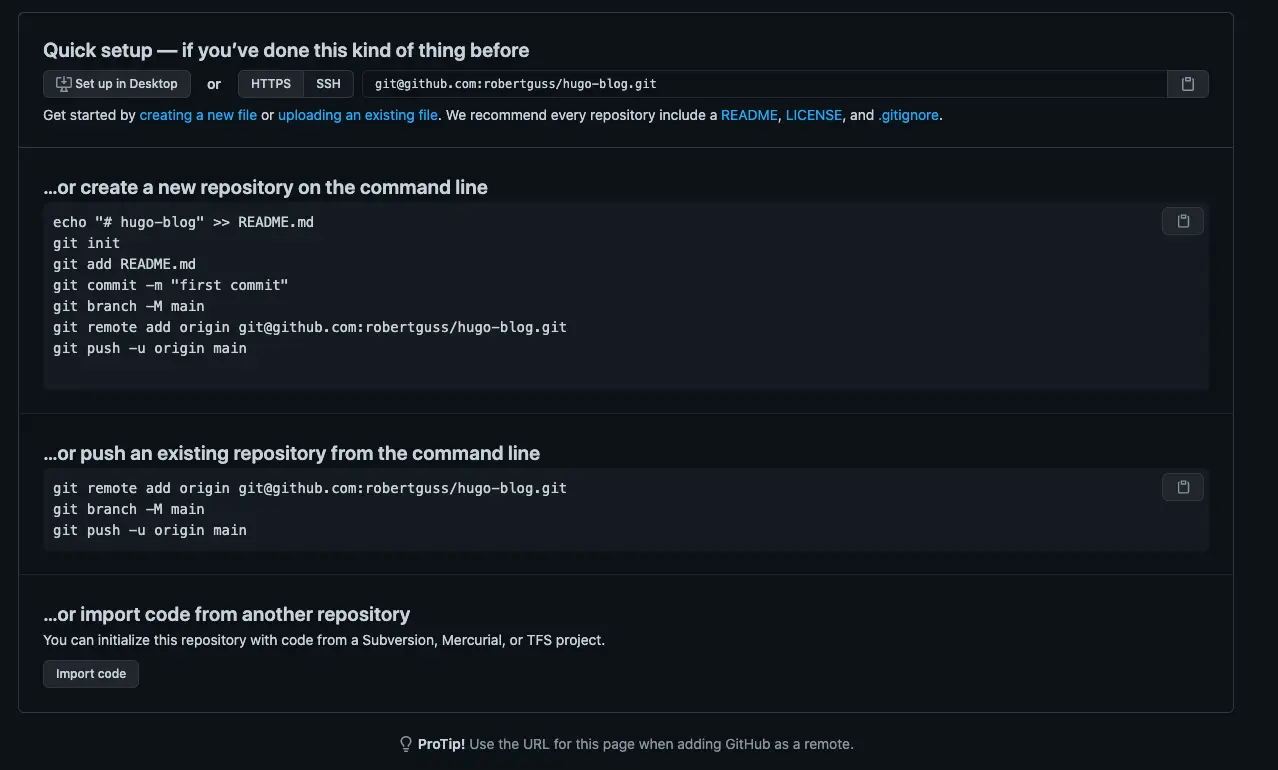 Quick setup — if you’ve done this kind of thing before
Set up in Desktop or HTTPS SSH git@github.com:robertguss/hugo-blog.git
Get started by creating a new file or uploading an existing file. We recommend every repository include a README, LICENSE, and .gitignore.
…or create a new repository on the command line
echo "# hugo-blog" >> README.md
git init
git add README.md
git commit -m "first commit"
git branch -M main
git remote add origin git@github.com:robertguss/hugo-blog.git
git push -u origin main
…or push an existing repository from the command line
git remote add origin git@github.com:robertguss/hugo-blog.git
git branch -M main
git push -u origin main
…or import code from another repository
You can initialize this repository with code from a Subversion, Mercurial, or TFS project.
Import code
ProTip! Use the URL for this page when adding GitHub as a remote.